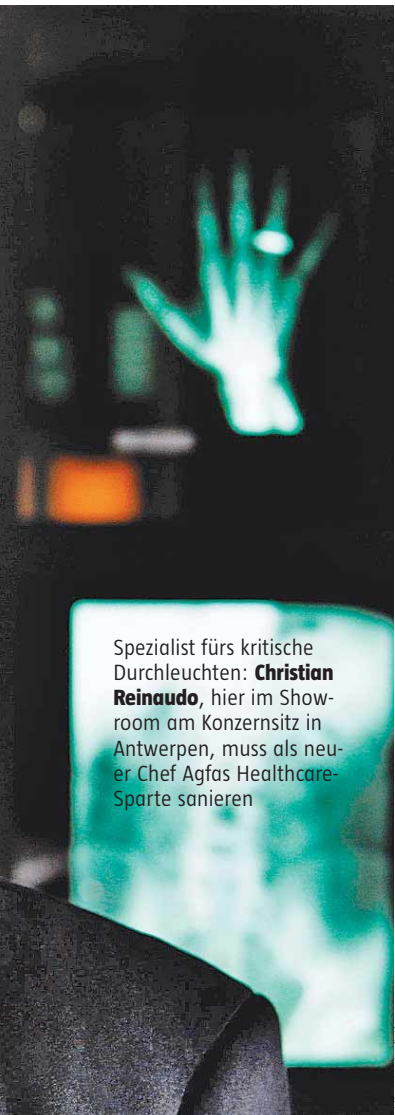 Spezialist fürs kritische
Durchleuchten: Christian
Reinaudo, hier im Show-
room am Konzernsitz in
Antwerpen, muss als neu-
er Chef Agfas Healthcare-
Sparte sanieren